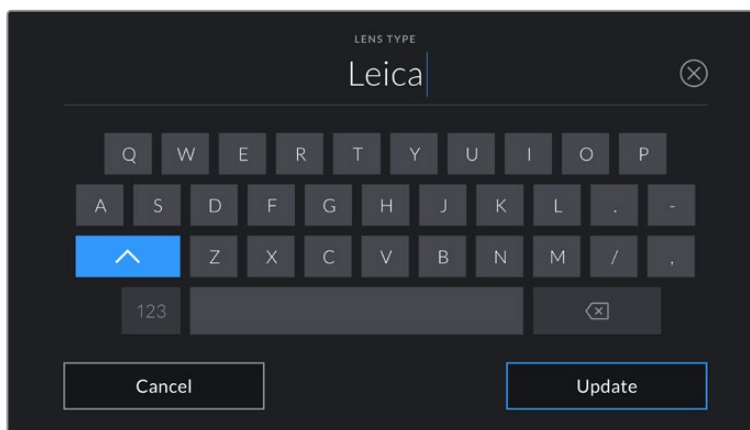 LENS TYPE
Leica
Q W E R T Y U I O P
A S D F G H J K L . -
Z X C V B N M / ,
123
Cancel Update